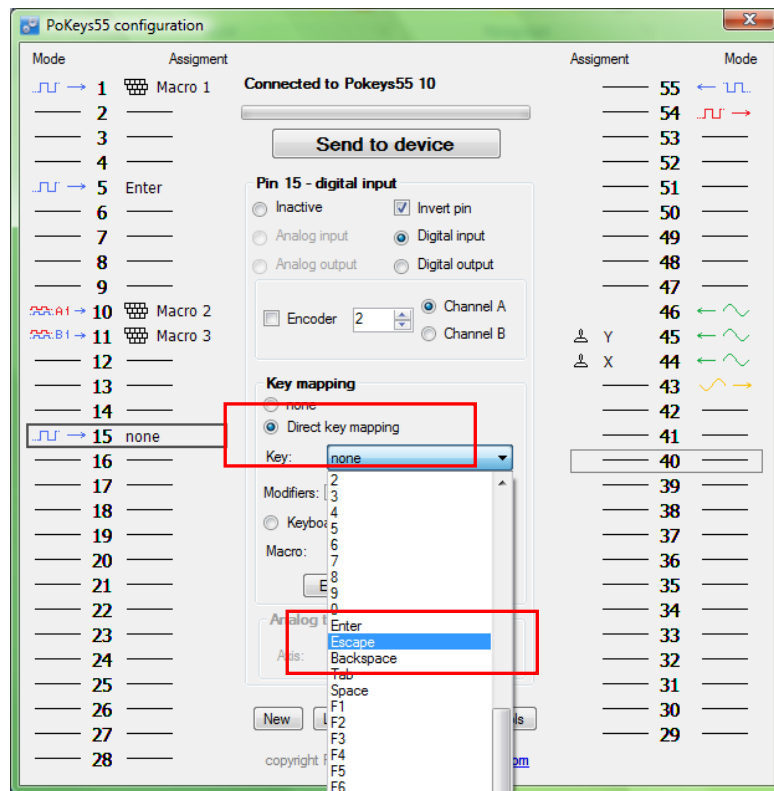 PoKeys55 configuration
Mode Assigment Assigment Mode
1 Macro 1
2
3
4
5 Enter
6
7
8
9
10 Macro 2
11 Macro 3
12
13
14
15 none
16
17
18
19
20
21
22
23
24
25
26
27
28
Connected to Pokeys55 10
Send to device
Pin 15 - digital input
Inactive Invert pin
Analog input Digital input
Analog output Digital output
Encoder 2 Channel A
Channel B
Key mapping
none
Direct key mapping
Key: none
Modifiers:
Macro:
2
3
4
5
6
7
8
9
0
Enter
Escape
Backspace
Tab
Space
F1
F2
F3
F4
F5
F6
Analog
Axis:
New
copyright
55
54
53
52
51
50
49
48
47
46
Y 45
X 44
43
42
41
40
39
38
37
36
35
34
33
32
31
30
29